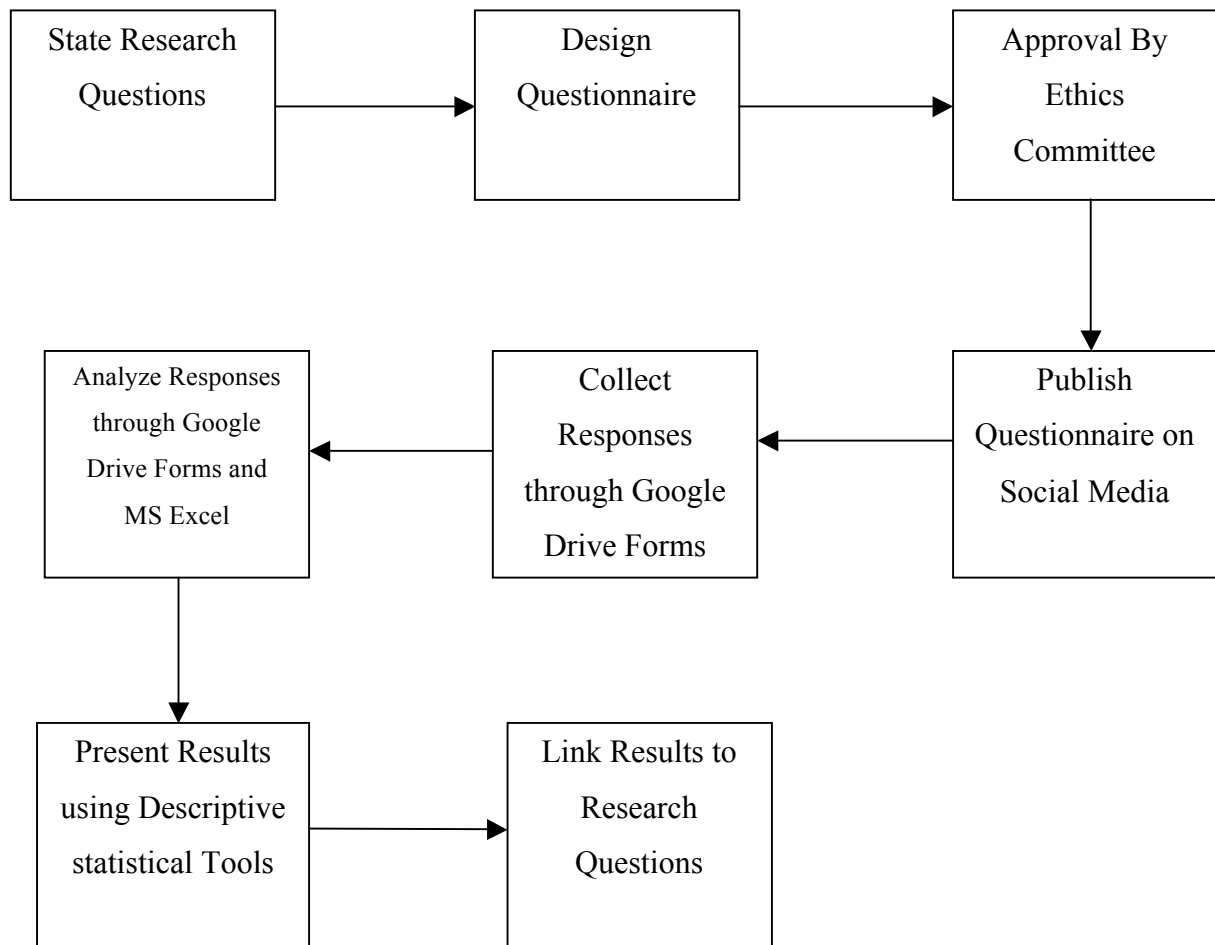 State Research
Questions
Design
Questionnaire
Approval By
Ethics
Committee
Publish
Questionnaire on
Social Media
Collect
Responses
through Google
Drive Forms
Analyze Responses
through Google
Drive Forms and
MS Excel
Present Results
using Descriptive
statistical Tools
Link Results to
Research
Questions